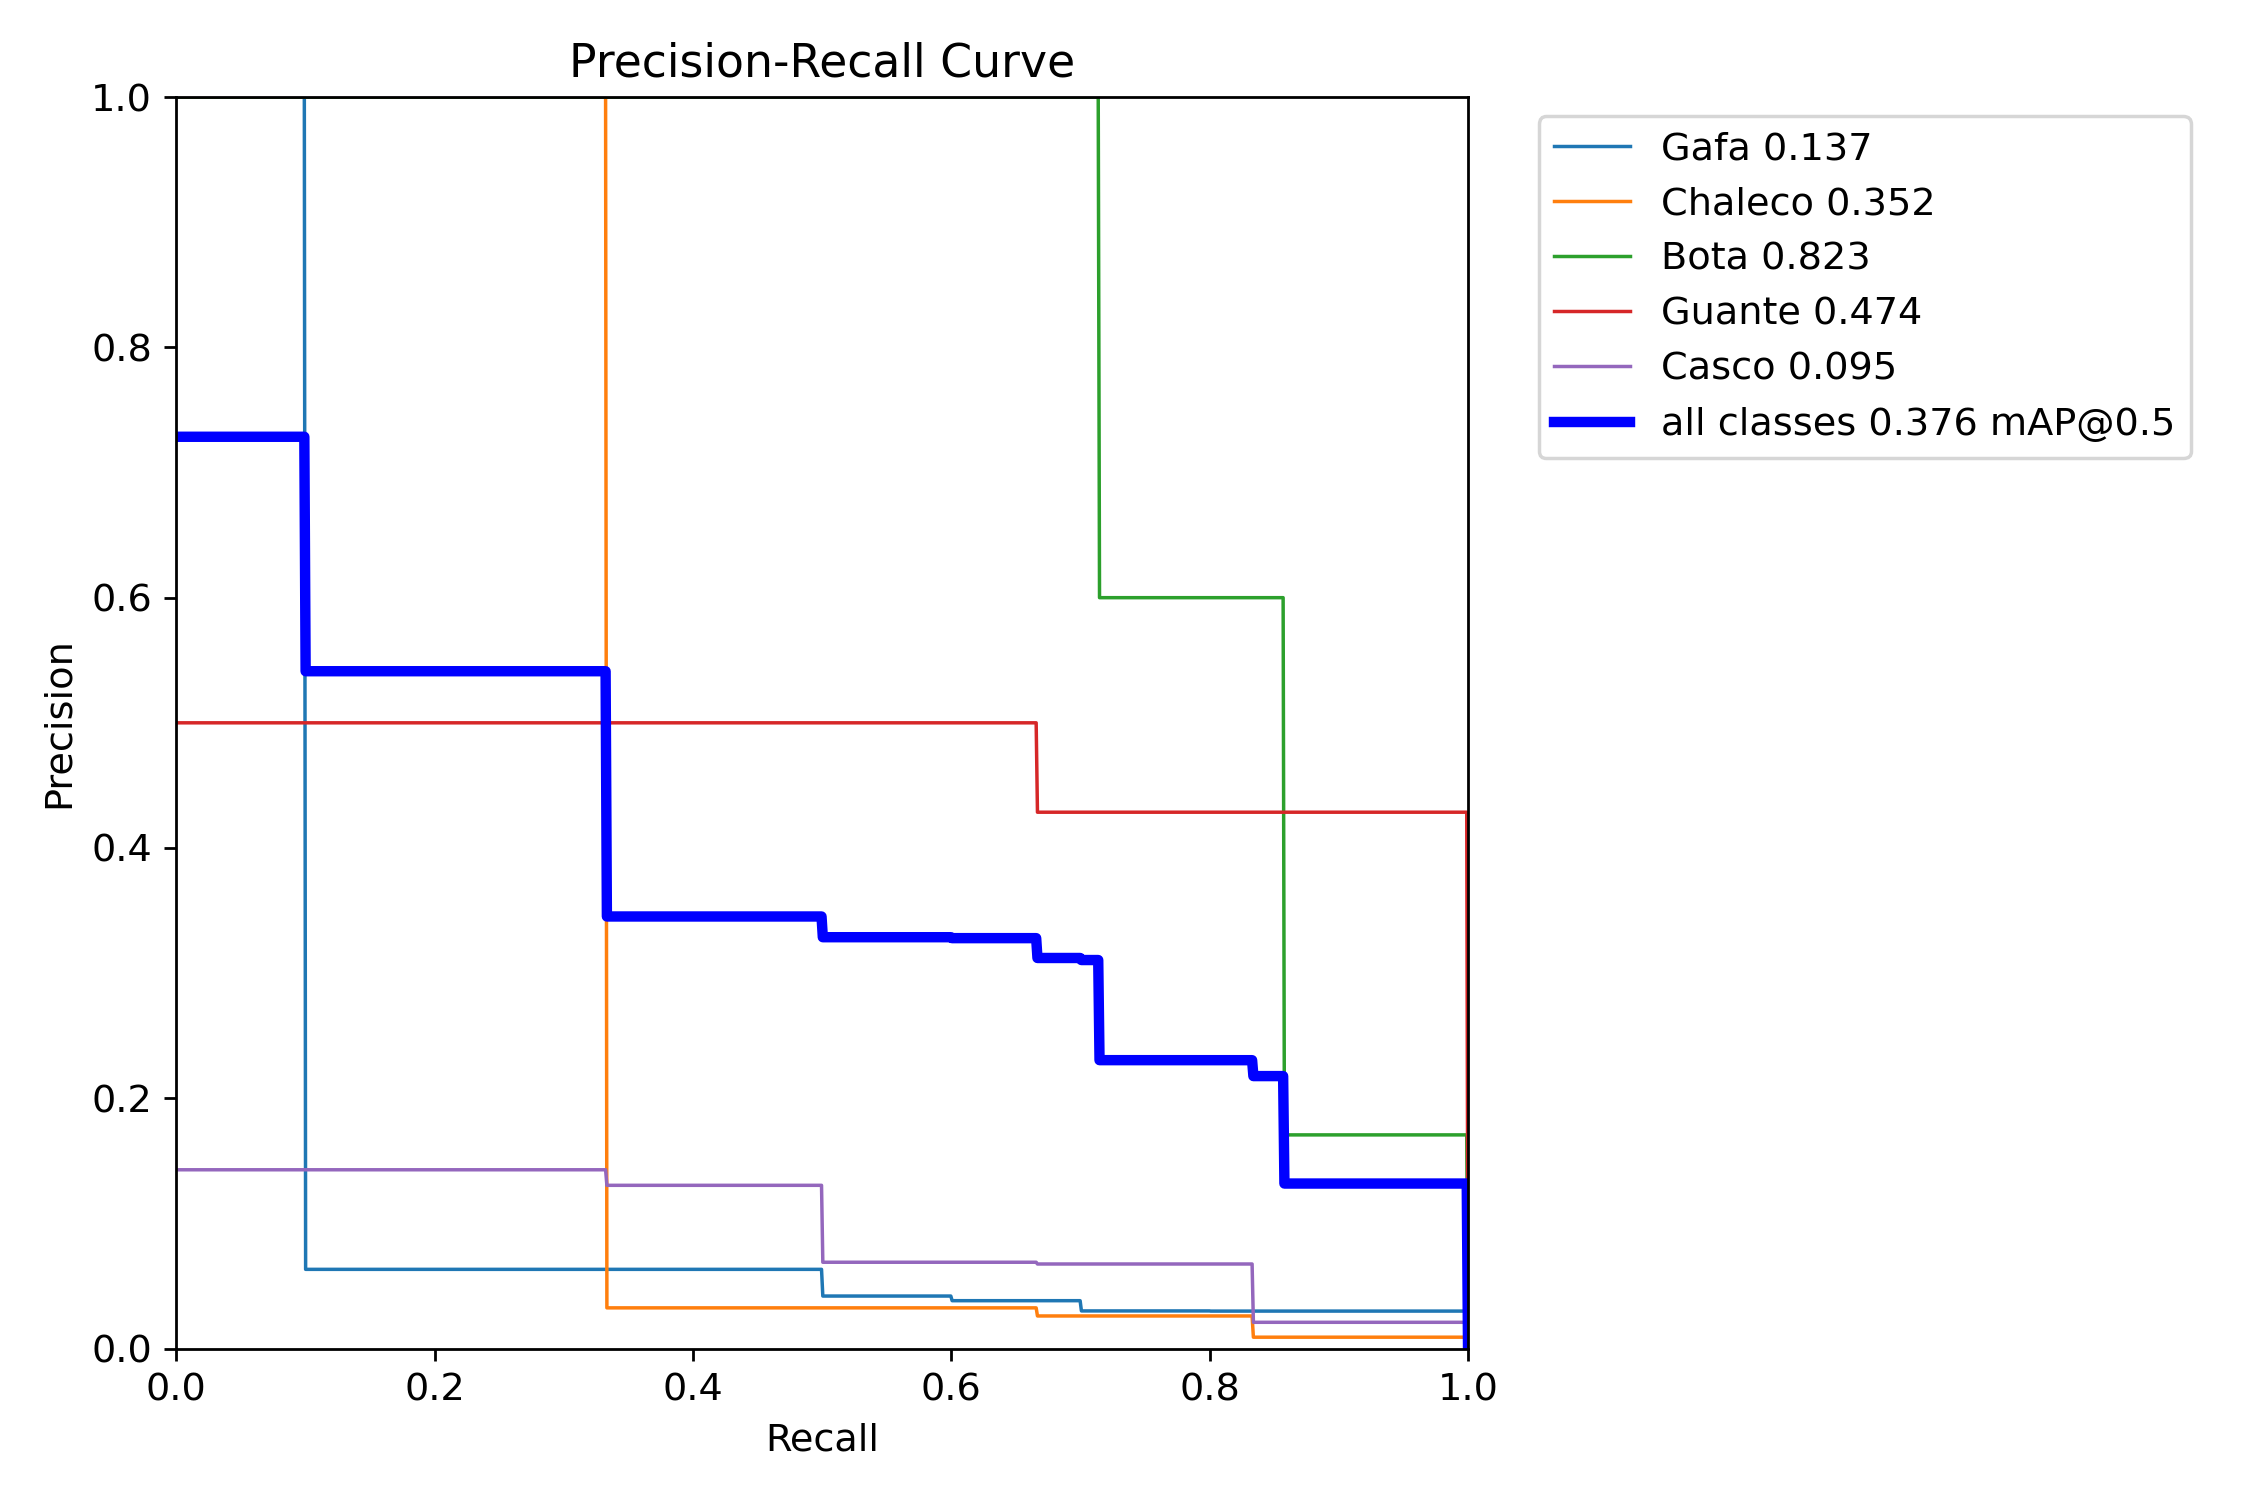 Precision-Recall Curve
1.0
0.8
0.6
0.4
0.2
0.0
Precision
0.0 0.2 0.4 0.6 0.8 1.0
Recall
Gafa 0.137
Chaleco 0.352
Bota 0.823
Guante 0.474
Casco 0.095
all classes 0.376 mAP@0.5